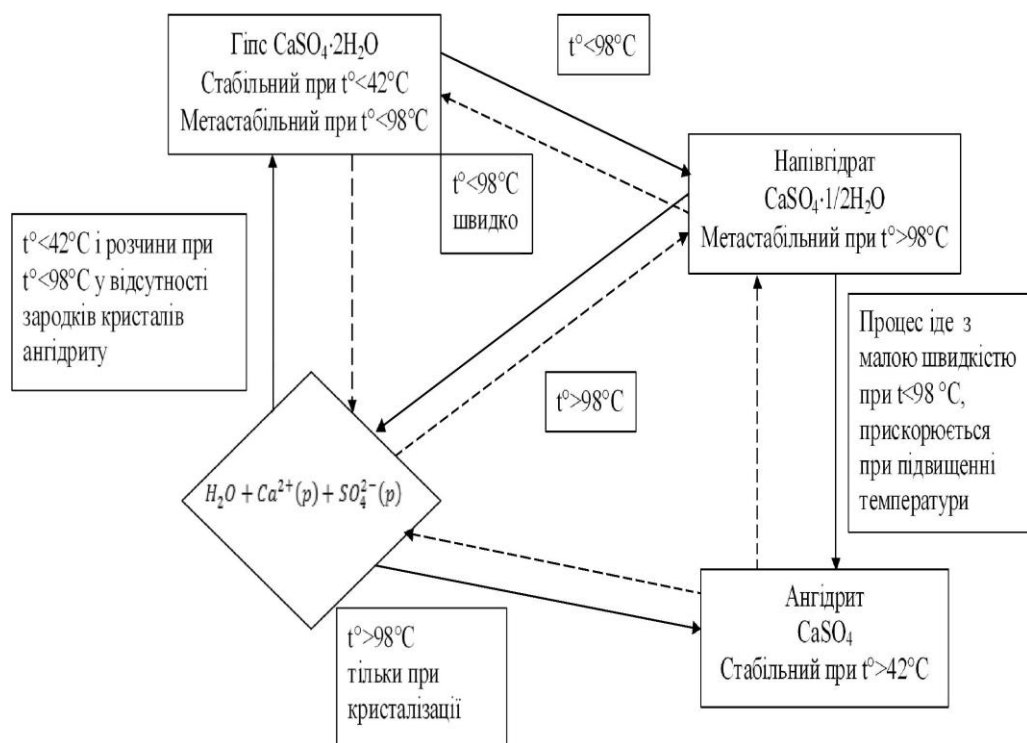 Гіпс CaSO₄·2H₂O
Стабільний при t°<42°C
Метастабільний при t°<98°C
t°<98°C
t°<98°C
швидко
Напівгідрат
CaSO₄·1/2H₂O
Метастабільний при t°>98°C
t°<42°C і розчини при
t°<98°C у відсутності
зародків кристалів
ангідриту
t°>98°C
Процес іде з
малою швидкістю
при t<98 °C,
прискорюється
при підвищенні
температури
H₂O + Ca²⁺(p) + SO₄²⁻(p)
Ангідрит
CaSO₄
Стабільний при t°>42°C
t°>98°C
тільки при
кристалізації